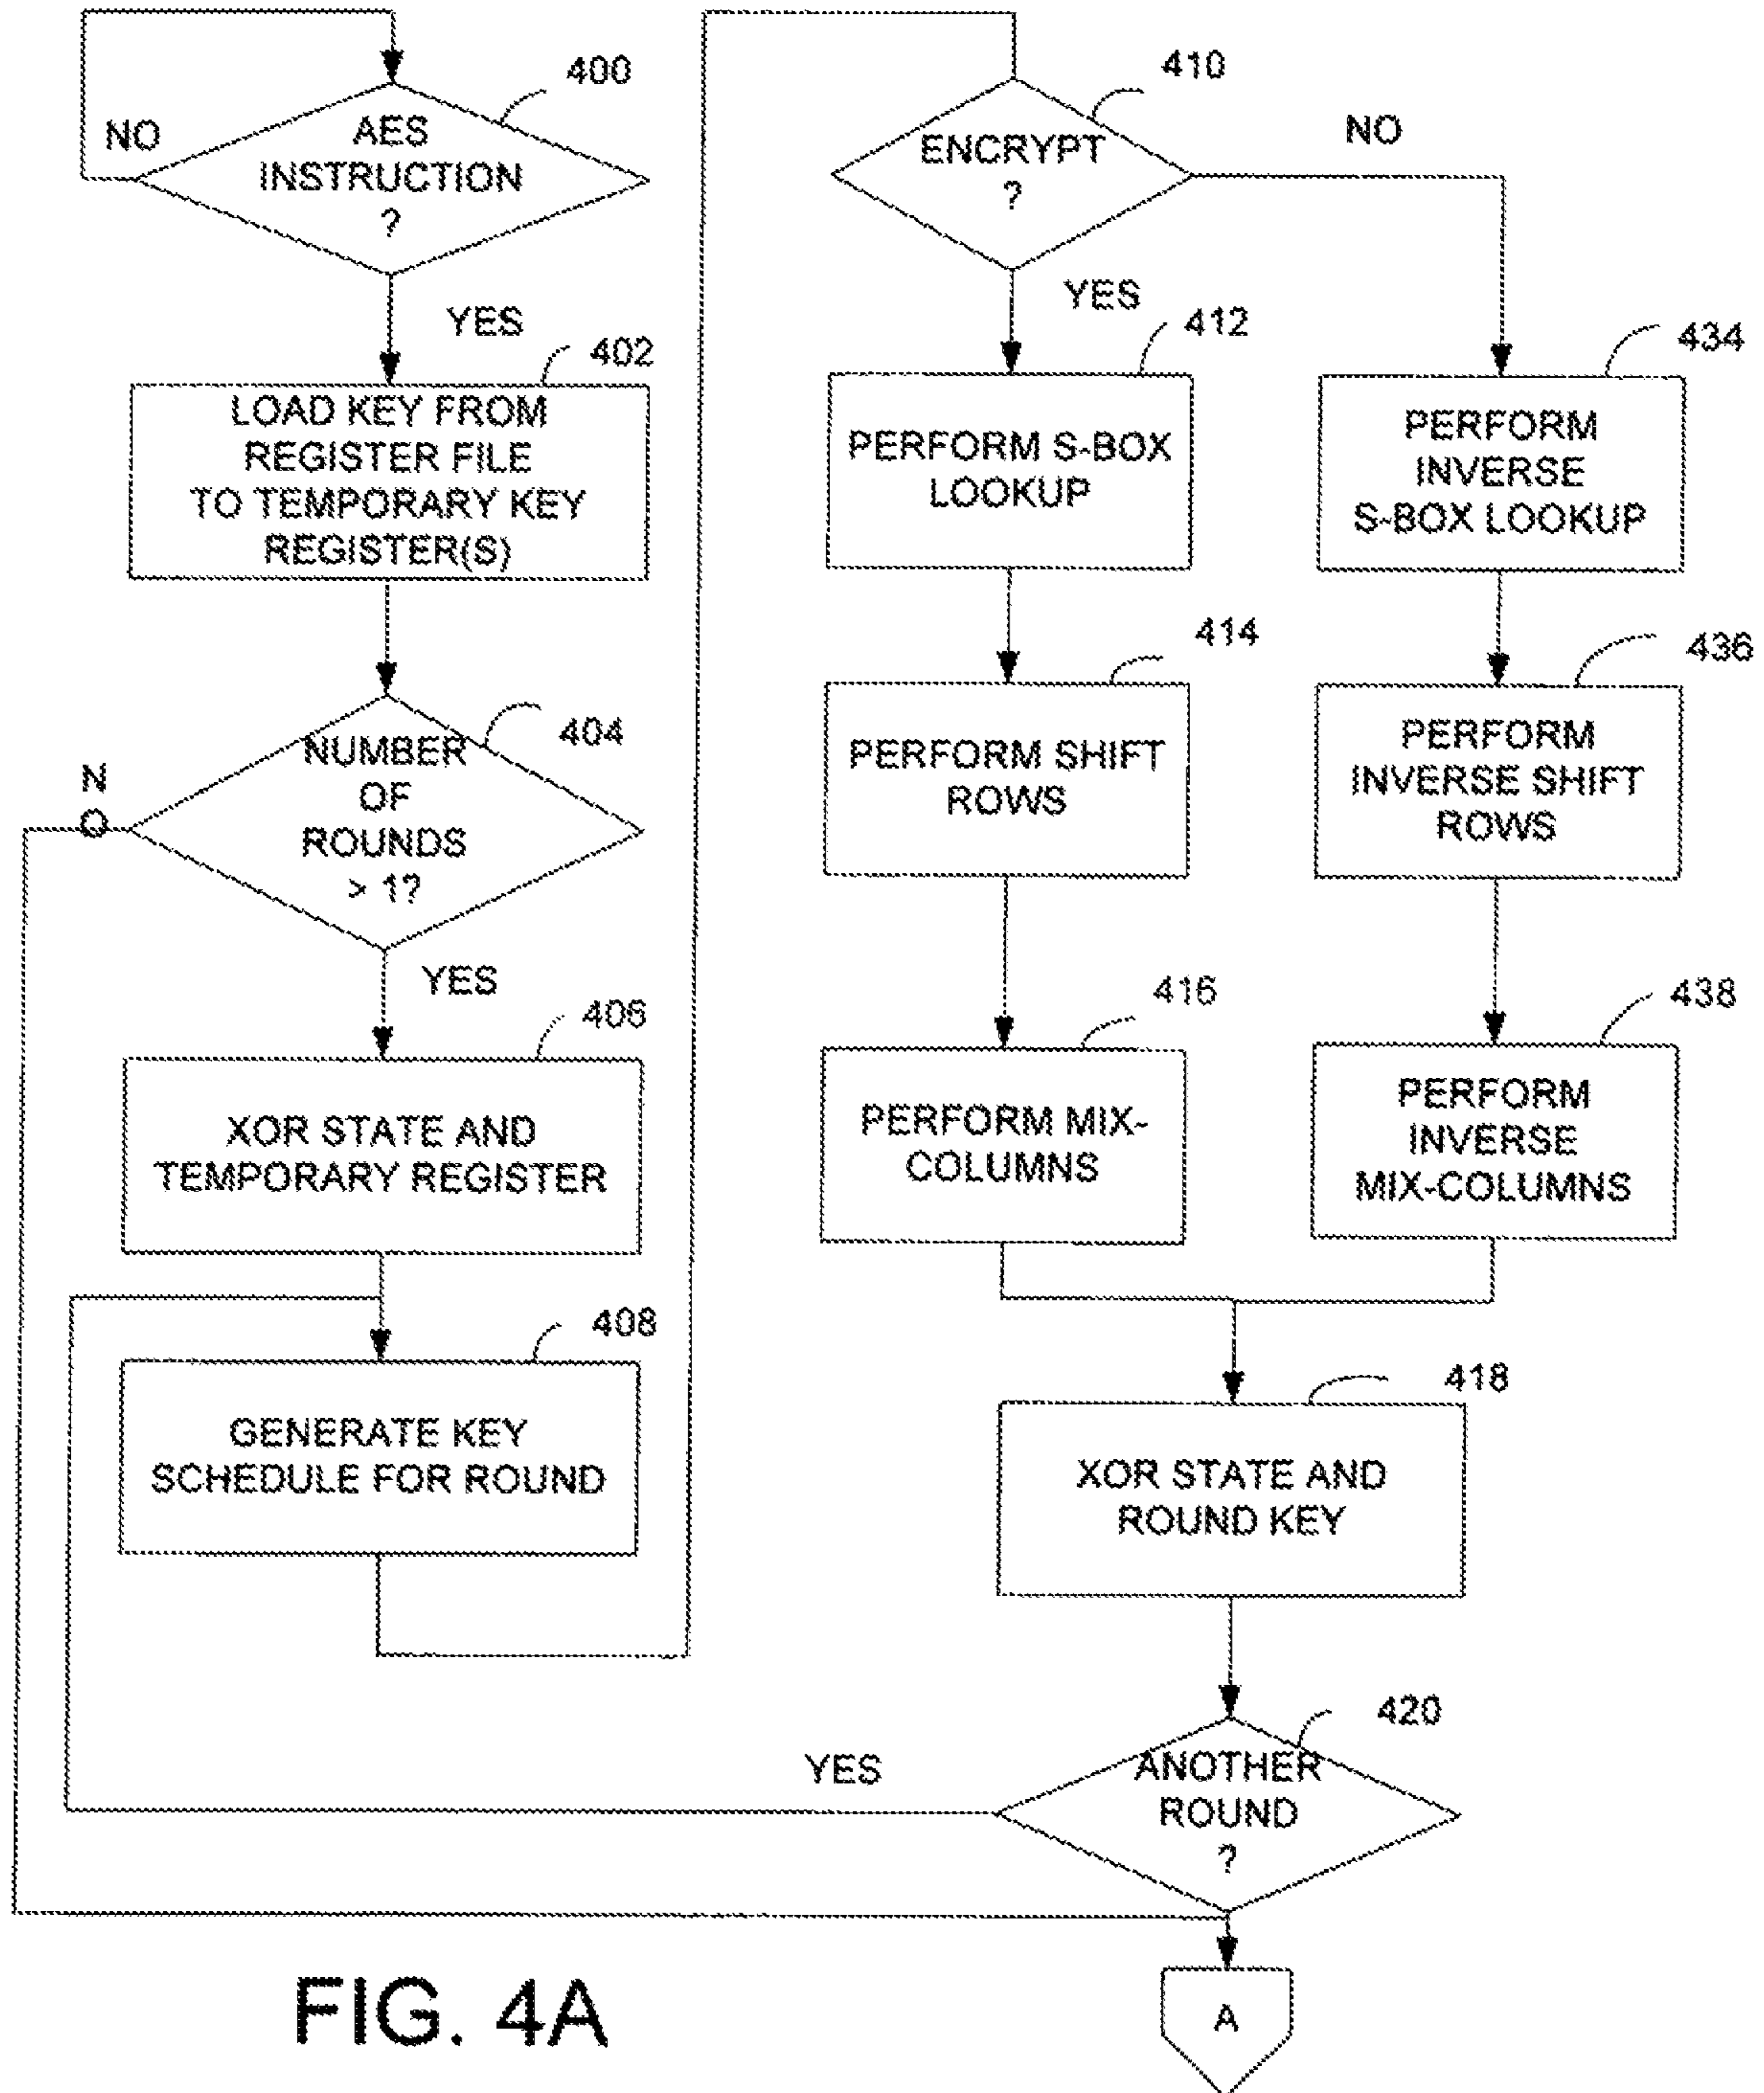 400
AES
INSTRUCTION
?
NO
YES
402
LOAD KEY FROM
REGISTER FILE
TO TEMPORARY KEY
REGISTER(S)
404
NUMBER
OF
ROUNDS
> 1?
N
O
YES
406
XOR STATE AND
TEMPORARY REGISTER
408
GENERATE KEY
SCHEDULE FOR ROUND
410
ENCRYPT
?
NO
YES
412
PERFORM S-BOX
LOOKUP
414
PERFORM SHIFT
ROWS
416
PERFORM MIX-
COLUMNS
434
PERFORM
INVERSE
S-BOX LOOKUP
436
PERFORM
INVERSE SHIFT
ROWS
438
PERFORM
INVERSE
MIX-COLUMNS
418
XOR STATE AND
ROUND KEY
420
ANOTHER
ROUND
?
YES
A
FIG. 4A